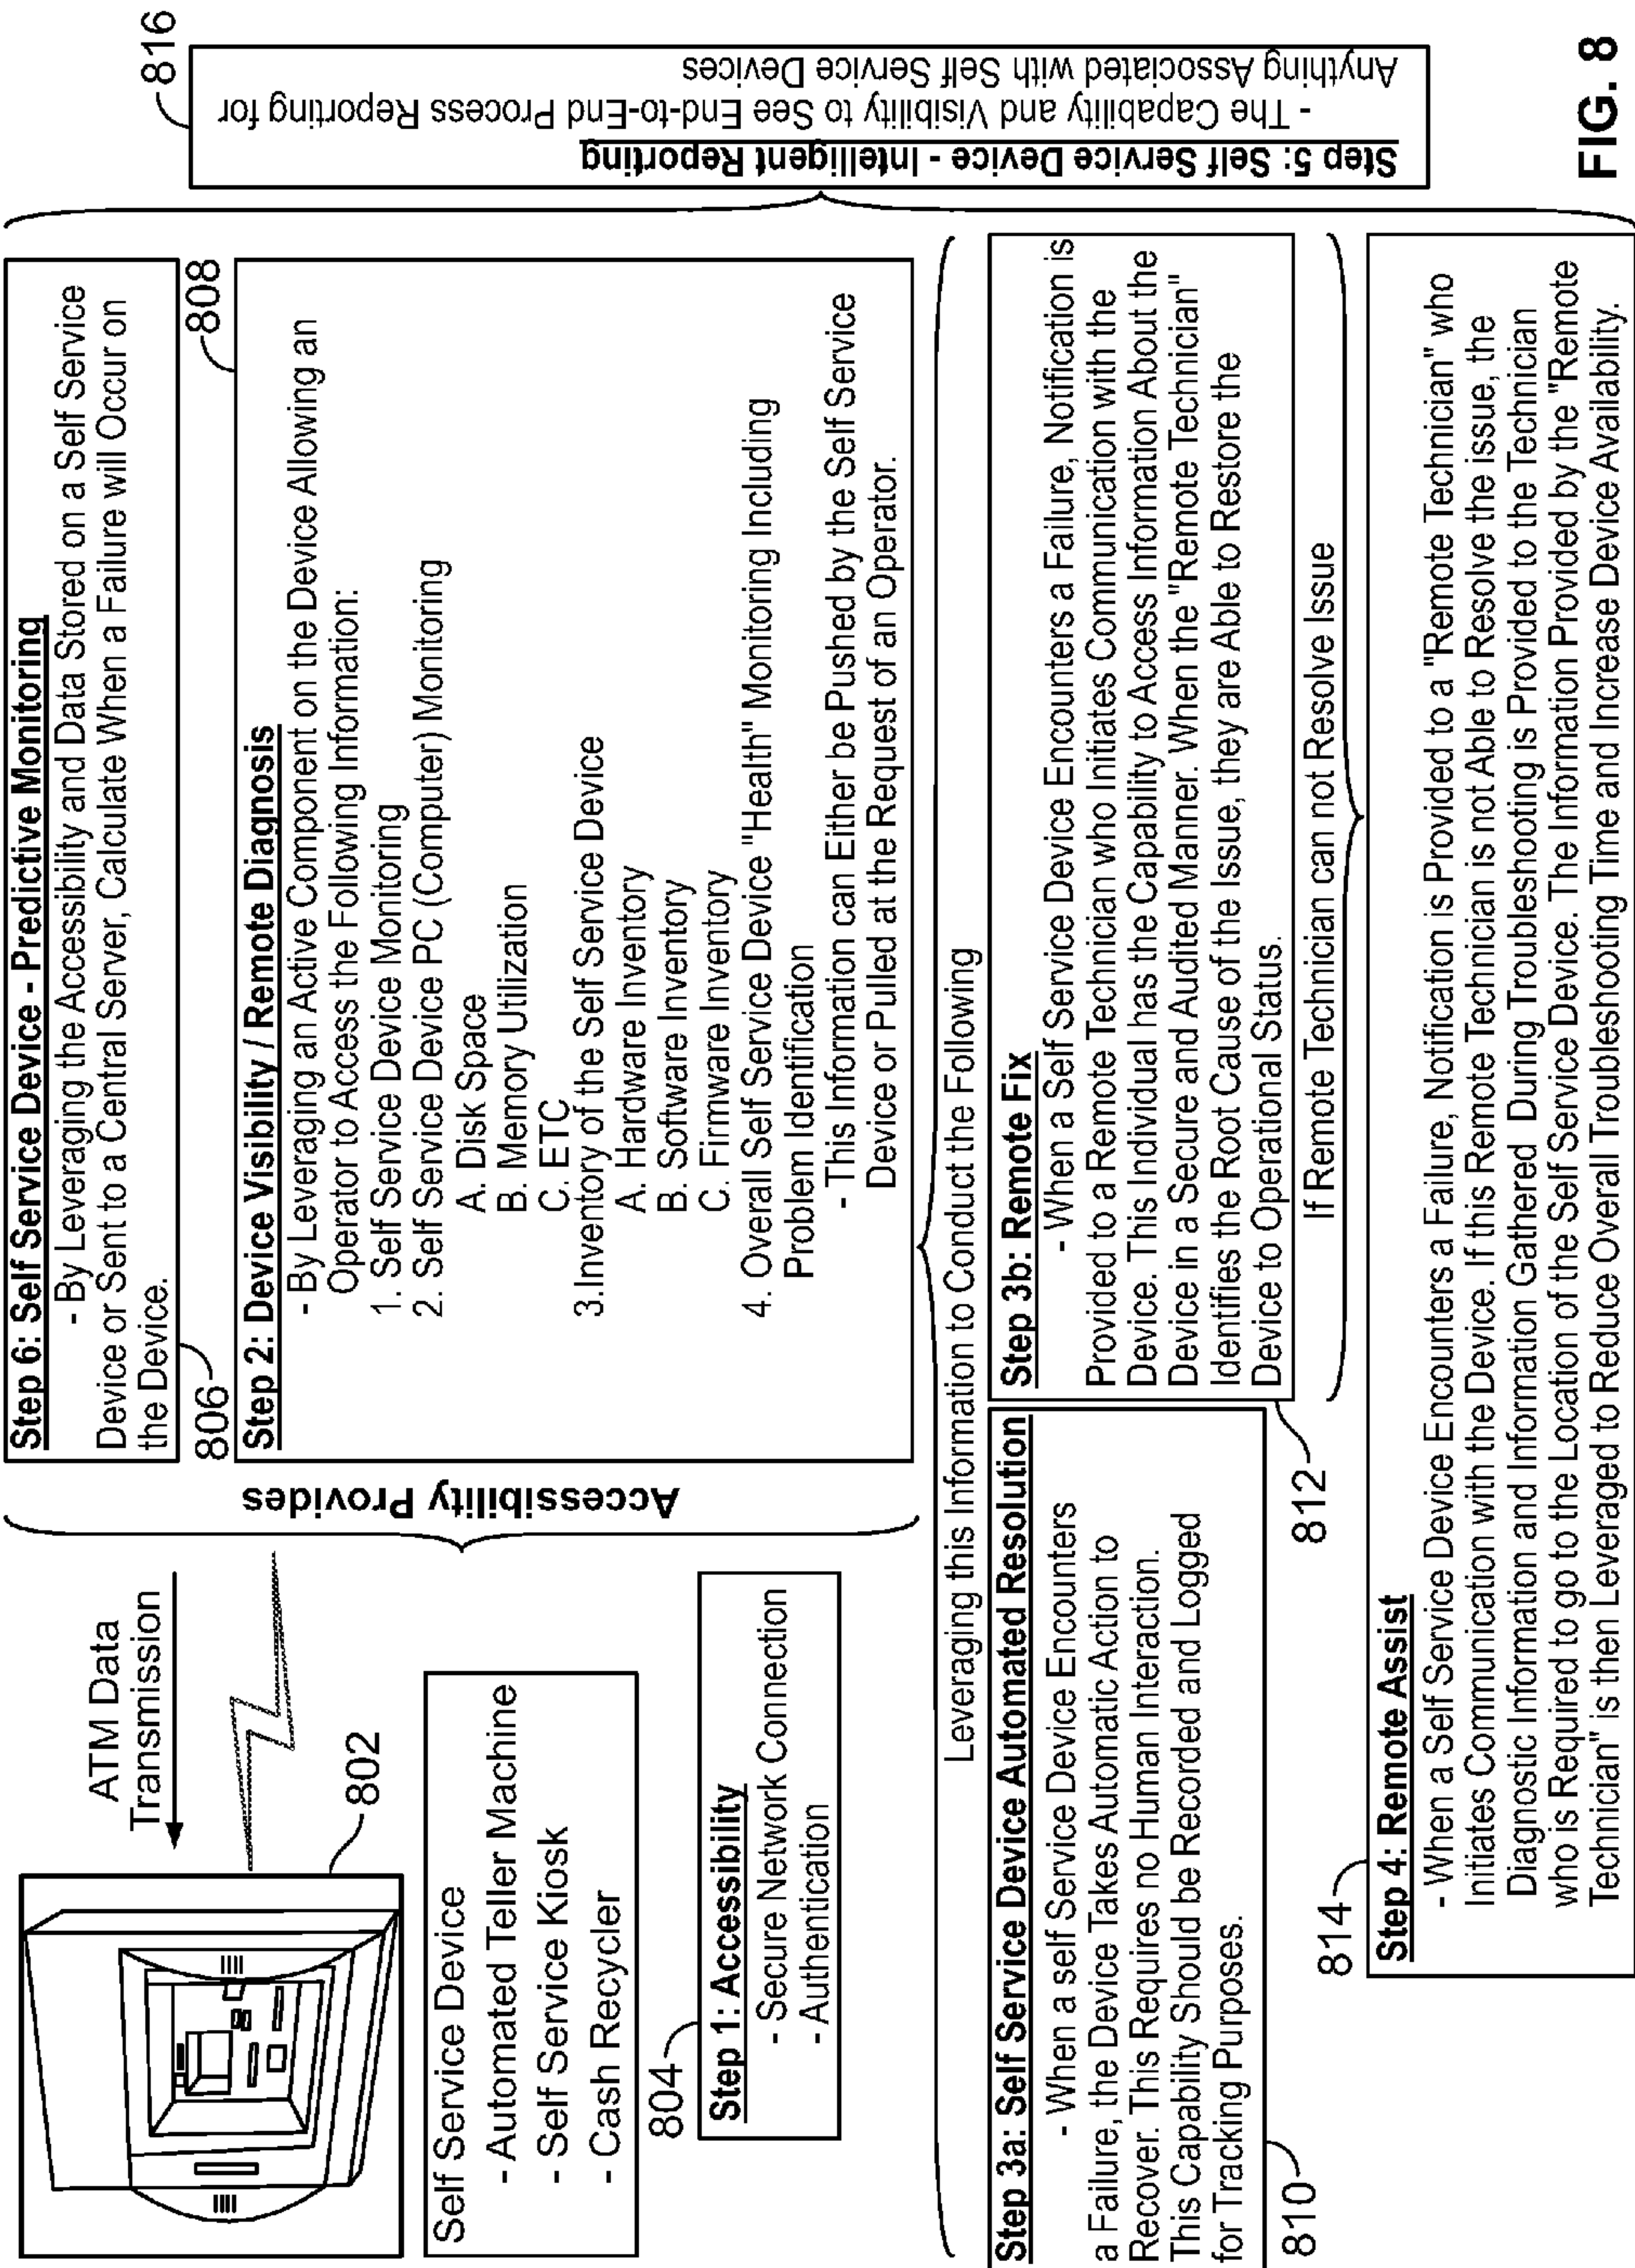 ATM Data
Transmission
802
Self Service Device
- Automated Teller Machine
- Self Service Kiosk
- Cash Recycler
804
Step 1: Accessibility
- Secure Network Connection
- Authentication
Accessibility Provides
Step 6: Self Service Device - Predictive Monitoring
- By Leveraging the Accessibility and Data Stored on a Self Service
Device or Sent to a Central Server, Calculate When a Failure will Occur on
the Device.
806
808
Step 2: Device Visibility / Remote Diagnosis
- By Leveraging an Active Component on the Device Allowing an
Operator to Access the Following Information:
1. Self Service Device Monitoring
2. Self Service Device PC (Computer) Monitoring
A. Disk Space
B. Memory Utilization
C. ETC
3.Inventory of the Self Service Device
A. Hardware Inventory
B. Software Inventory
C. Firmware Inventory
4. Overall Self Service Device "Health" Monitoring Including
Problem Identification
- This Information can Either be Pushed by the Self Service
Device or Pulled at the Request of an Operator.
Leveraging this Information to Conduct the Following
Step 3a: Self Service Device Automated Resolution
- When a self Service Device Encounters
a Failure, the Device Takes Automatic Action to
Recover. This Requires no Human Interaction.
This Capability Should be Recorded and Logged
for Tracking Purposes.
810
Step 3b: Remote Fix
- When a Self Service Device Encounters a Failure, Notification is
Provided to a Remote Technician who Initiates Communication with the
Device. This Individual has the Capability to Access Information About the
Device in a Secure and Audited Manner. When the "Remote Technician"
Identifies the Root Cause of the Issue, they are Able to Restore the
Device to Operational Status.
812
If Remote Technician can not Resolve Issue
814
Step 4: Remote Assist
- When a Self Service Device Encounters a Failure, Notification is Provided to a "Remote Technician" who
Initiates Communication with the Device. If this Remote Technician is not Able to Resolve the issue, the
Diagnostic Information and Information Gathered During Troubleshooting is Provided to the Technician
who is Required to go to the Location of the Self Service Device. The Information Provided by the "Remote
Technician" is then Leveraged to Reduce Overall Troubleshooting Time and Increase Device Availability.
816
Step 5: Self Service Device - Intelligent Reporting
- The Capability and Visibility to See End-to-End Process Reporting for
Anything Associated with Self Service Devices
FIG. 8